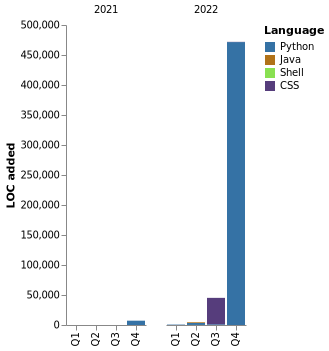 2021 2022
Language
Python
Java
Shell
CSS
LOC added
500,000
450,000
400,000
350,000
300,000
250,000
200,000
150,000
100,000
50,000
0
Q1 Q2 Q3 Q4 Q1 Q2 Q3 Q4